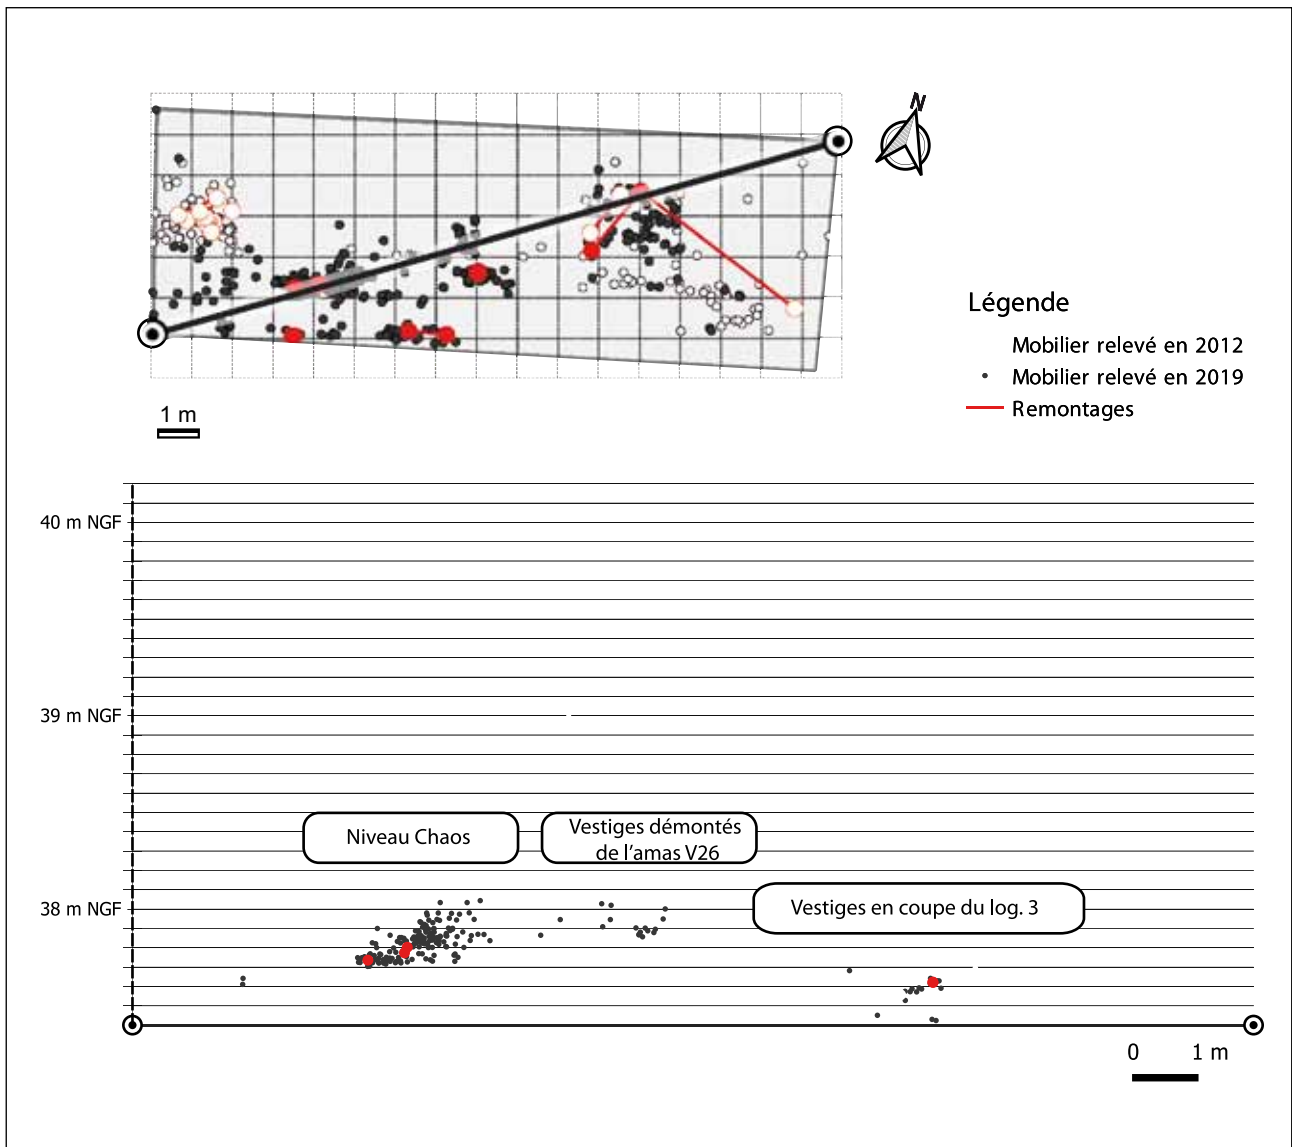 N
Légende
Mobilier relevé en 2012
Mobilier relevé en 2019
Remontages
1 m
40 m NGF
39 m NGF
Niveau Chaos
Vestiges démontés
de l'amas V26
38 m NGF
Vestiges en coupe du log. 3
0 1 m